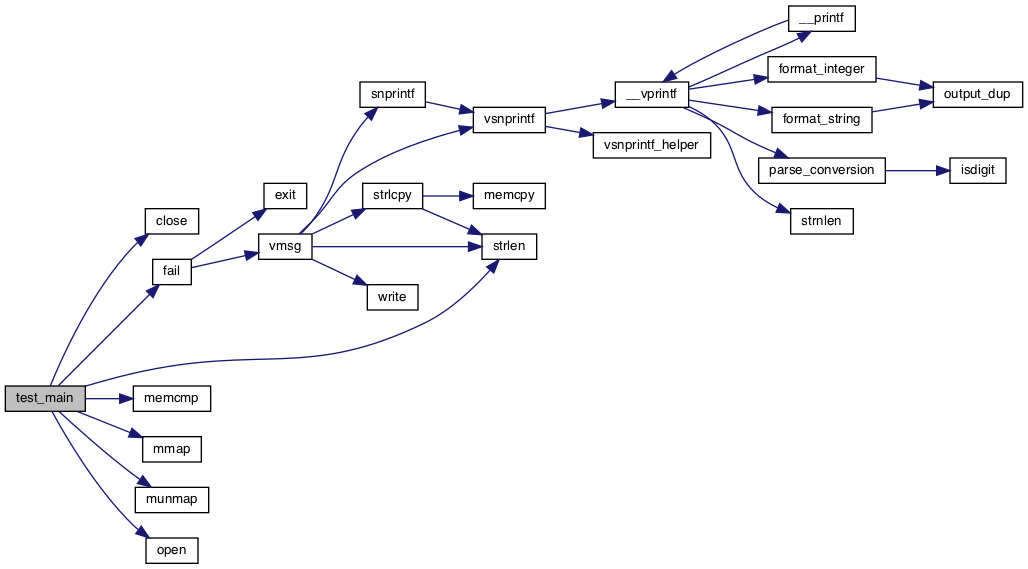 __printf
format_integer
snprintf
__vprintf
output_dup
vsnprintf
format_string
vsnprintf_helper
parse_conversion
isdigit
exit
strlcpy
memcpy
close
strnlen
vmsg
strlen
fail
write
test_main
memcmp
mmap
munmap
open